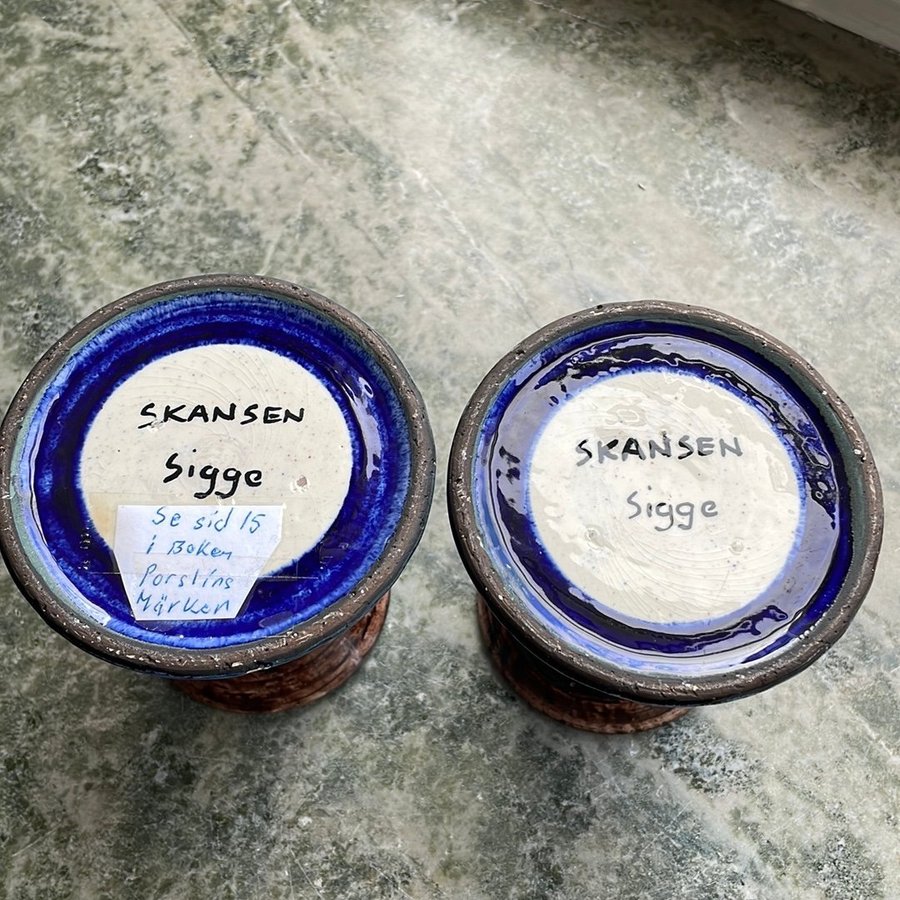 SKANSEN
Sigge
Se sid 15
i Boken
Porslins
Märken
SKANSEN
Sigge